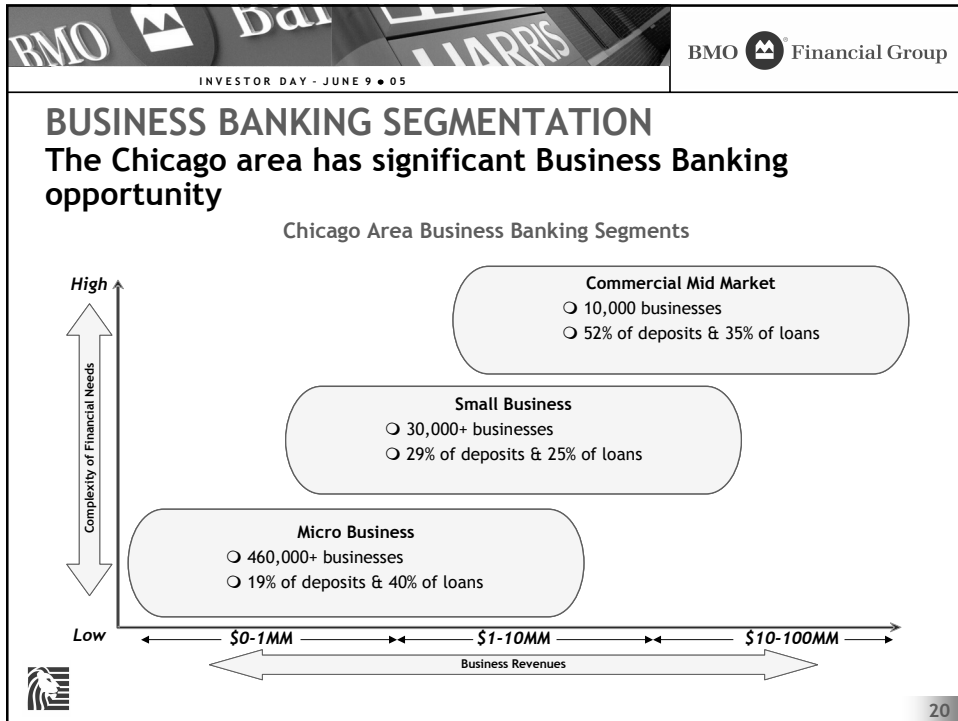 BMO
Ba
HARRIS
BMO Financial Group
®
INVESTOR DAY - JUNE 9 ● 05
BUSINESS BANKING SEGMENTATION
The Chicago area has significant Business Banking
opportunity
Chicago Area Business Banking Segments
High
Complexity of Financial Needs
Commercial Mid Market
❍ 10,000 businesses
❍ 52% of deposits & 35% of loans
Small Business
❍ 30,000+ businesses
❍ 29% of deposits & 25% of loans
Micro Business
❍ 460,000+ businesses
❍ 19% of deposits & 40% of loans
Low
$0-1MM $1-10MM $10-100MM
Business Revenues
20